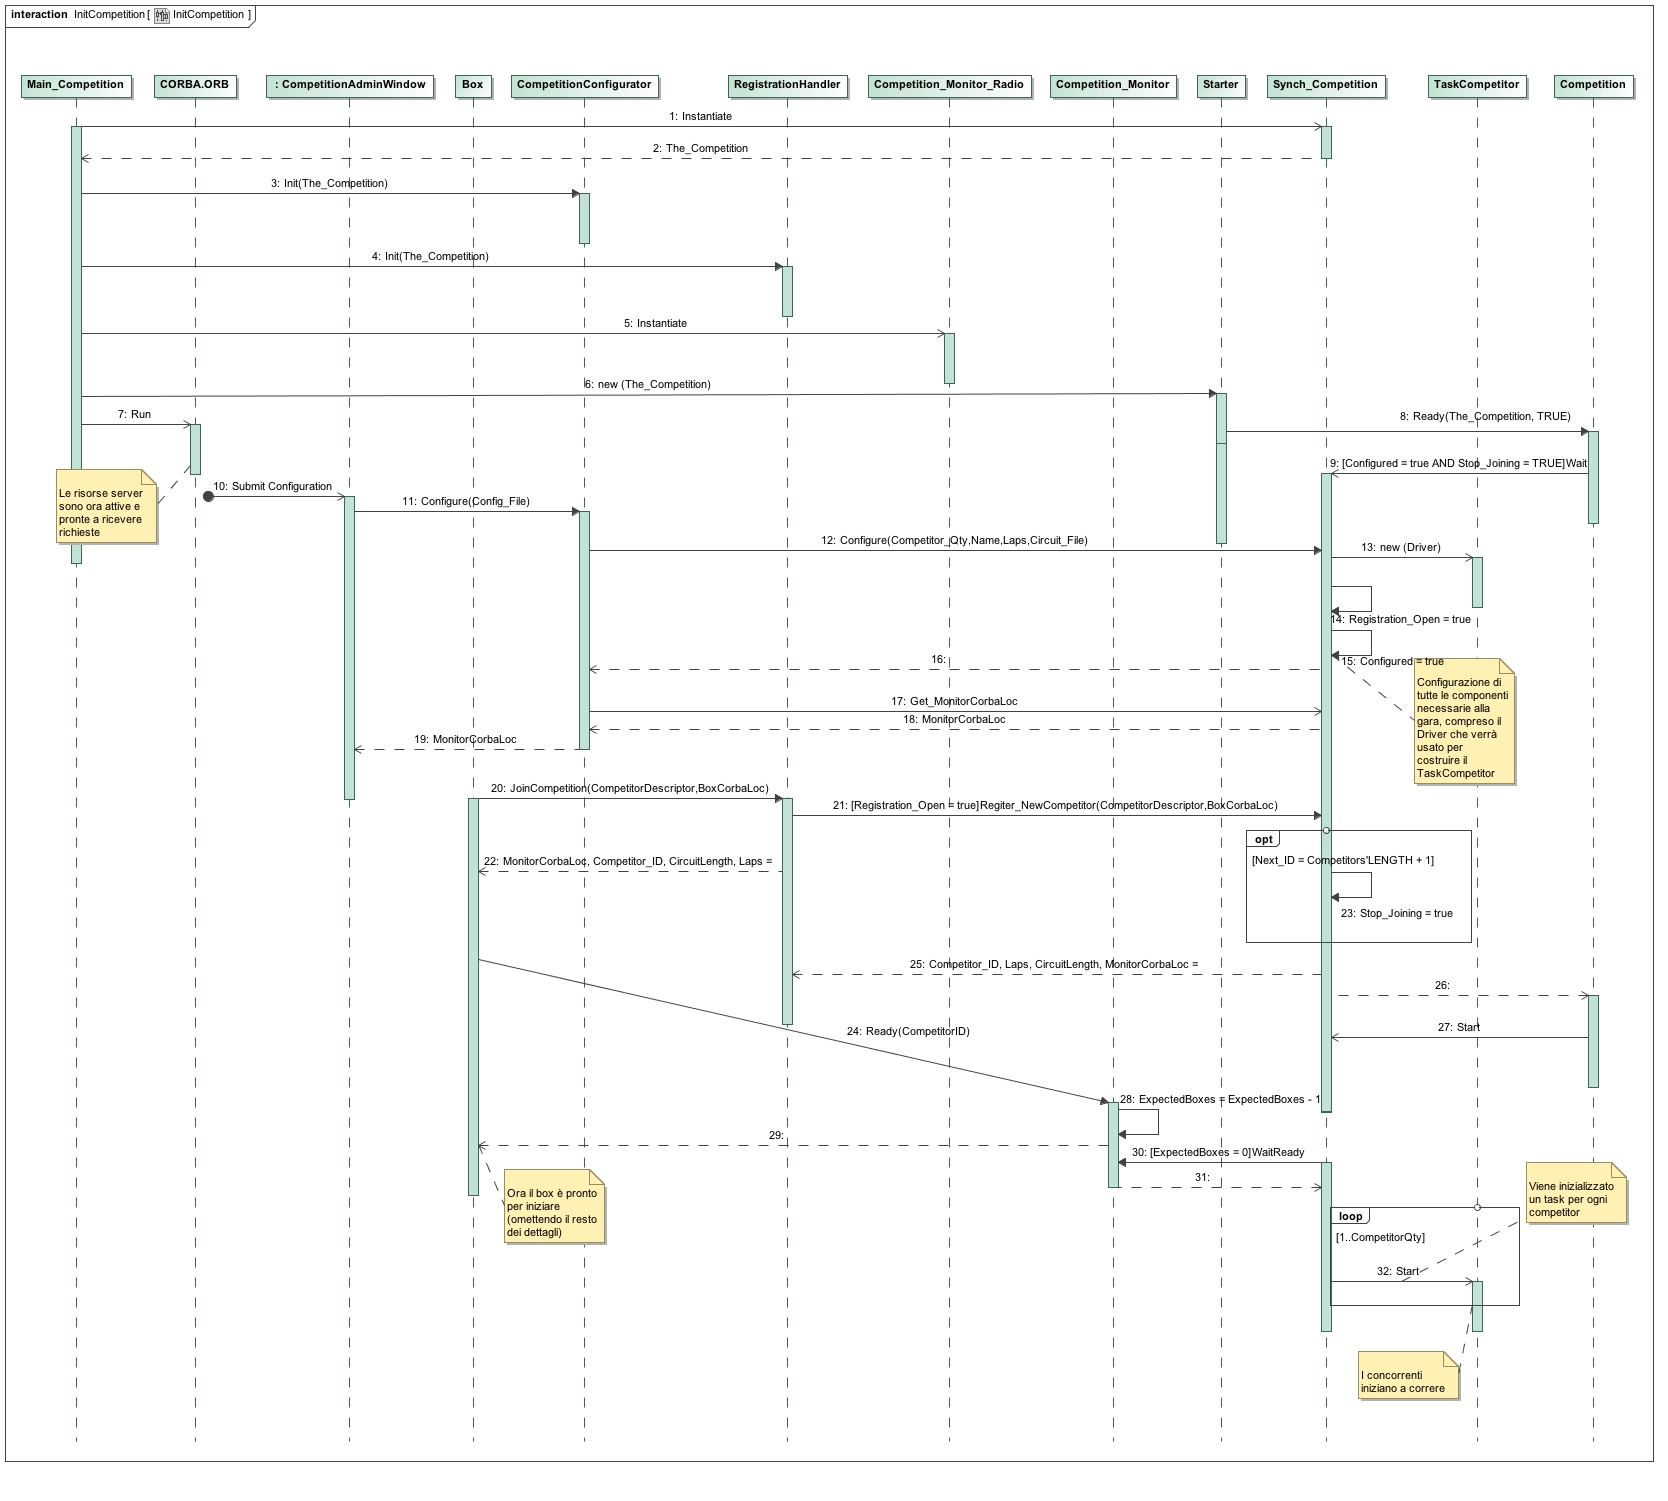 interaction InitCompetition [ InitCompetition ]
Main_Competition
CORBA.ORB
: CompetitionAdminWindow
Box
CompetitionConfigurator
RegistrationHandler
Competition_Monitor_Radio
Competition_Monitor
Starter
Synch_Competition
TaskCompetitor
Competition
1: Instantiate
2: The_Competition
3: Init(The_Competition)
4: Init(The_Competition)
5: Instantiate
6: new (The_Competition)
7: Run
8: Ready(The_Competition, TRUE)
9: [Configured = true AND Stop_Joining = TRUE]Wait
Le risorse server
sono ora attive e
pronte a ricevere
richieste
10: Submit Configuration
11: Configure(Config_File)
12: Configure(Competitor_Qty,Name,Laps,Circuit_File)
13: new (Driver)
14: Registration_Open = true
15: Configured = true
16:
Configurazione di
tutte le componenti
necessarie alla
gara, compreso il
Driver che verrà
usato per
costruire il
TaskCompetitor
17: Get_MonitorCorbaLoc
18: MonitorCorbaLoc
19: MonitorCorbaLoc
20: JoinCompetition(CompetitorDescriptor,BoxCorbaLoc)
21: [Registration_Open = true]Regiter_NewCompetitor(CompetitorDescriptor,BoxCorbaLoc)
opt
[Next_ID = Competitors'LENGTH + 1]
22: MonitorCorbaLoc, Competitor_ID, CircuitLength, Laps =
23: Stop_Joining = true
25: Competitor_ID, Laps, CircuitLength, MonitorCorbaLoc =
26:
27: Start
24: Ready(CompetitorID)
28: ExpectedBoxes = ExpectedBoxes - 1
29:
30: [ExpectedBoxes = 0]WaitReady
31:
Ora il box è pronto
per iniziare
(omettendo il resto
dei dettagli)
Viene inizializzato
un task per ogni
competitor
loop
[1..CompetitorQty]
32: Start
I concorrenti
iniziano a correre